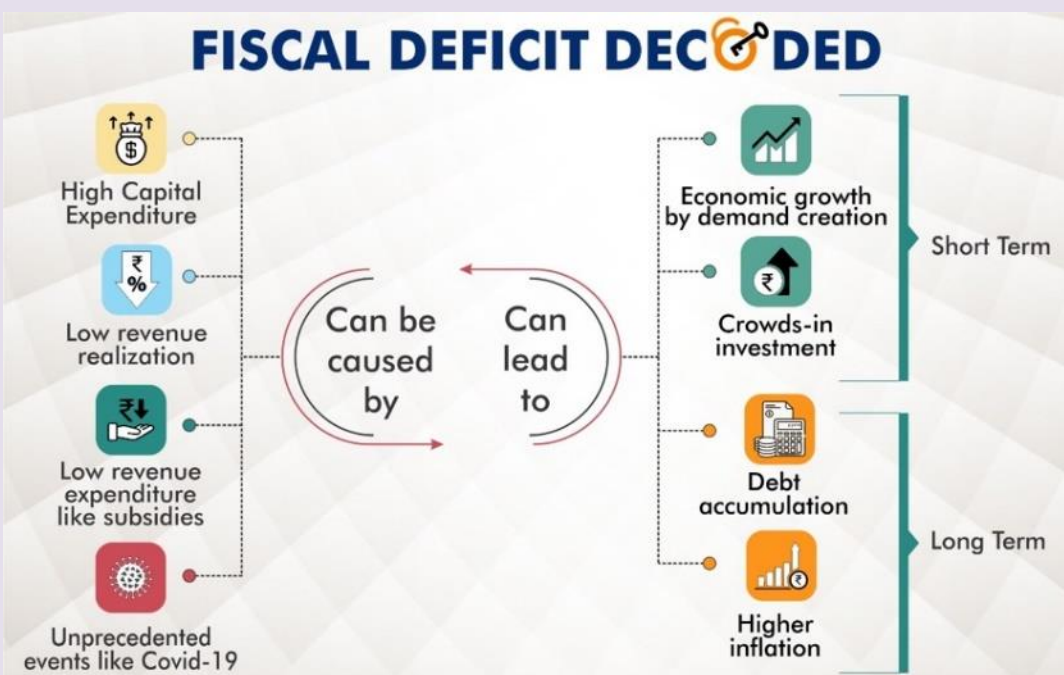 FISCAL DEFICIT DECODED
$
High Capital
Expenditure
₹
%
Low revenue
realization
₹
Low revenue
expenditure
like subsidies
Unprecedented
events like Covid-19
Can be
caused
by
Can
lead
to
Economic growth
by demand creation
₹
Crowds-in
investment
Short Term
Debt
accumulation
₹
Higher
inflation
Long Term